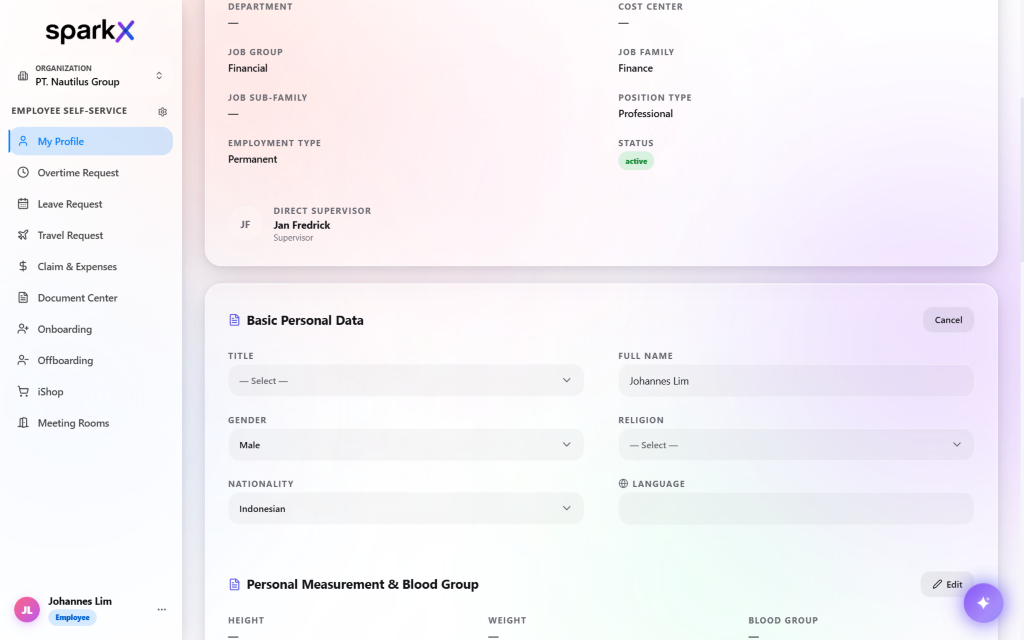 sparkX
ORGANIZATION
PT. Nautilus Group
EMPLOYEE SELF-SERVICE
My Profile
Overtime Request
Leave Request
Travel Request
Claim & Expenses
Document Center
Onboarding
Offboarding
iShop
Meeting Rooms
JL
Johannes Lim
Employee
...
DEPARTMENT
—
COST CENTER
—
JOB GROUP
Financial
JOB FAMILY
Finance
JOB SUB-FAMILY
—
POSITION TYPE
Professional
EMPLOYMENT TYPE
Permanent
STATUS
active
JF
DIRECT SUPERVISOR
Jan Fredrick
Supervisor
Basic Personal Data
Cancel
TITLE
— Select —
FULL NAME
Johannes Lim
GENDER
Male
RELIGION
— Select —
NATIONALITY
Indonesian
LANGUAGE
Personal Measurement & Blood Group
Edit
HEIGHT
—
WEIGHT
—
BLOOD GROUP
—